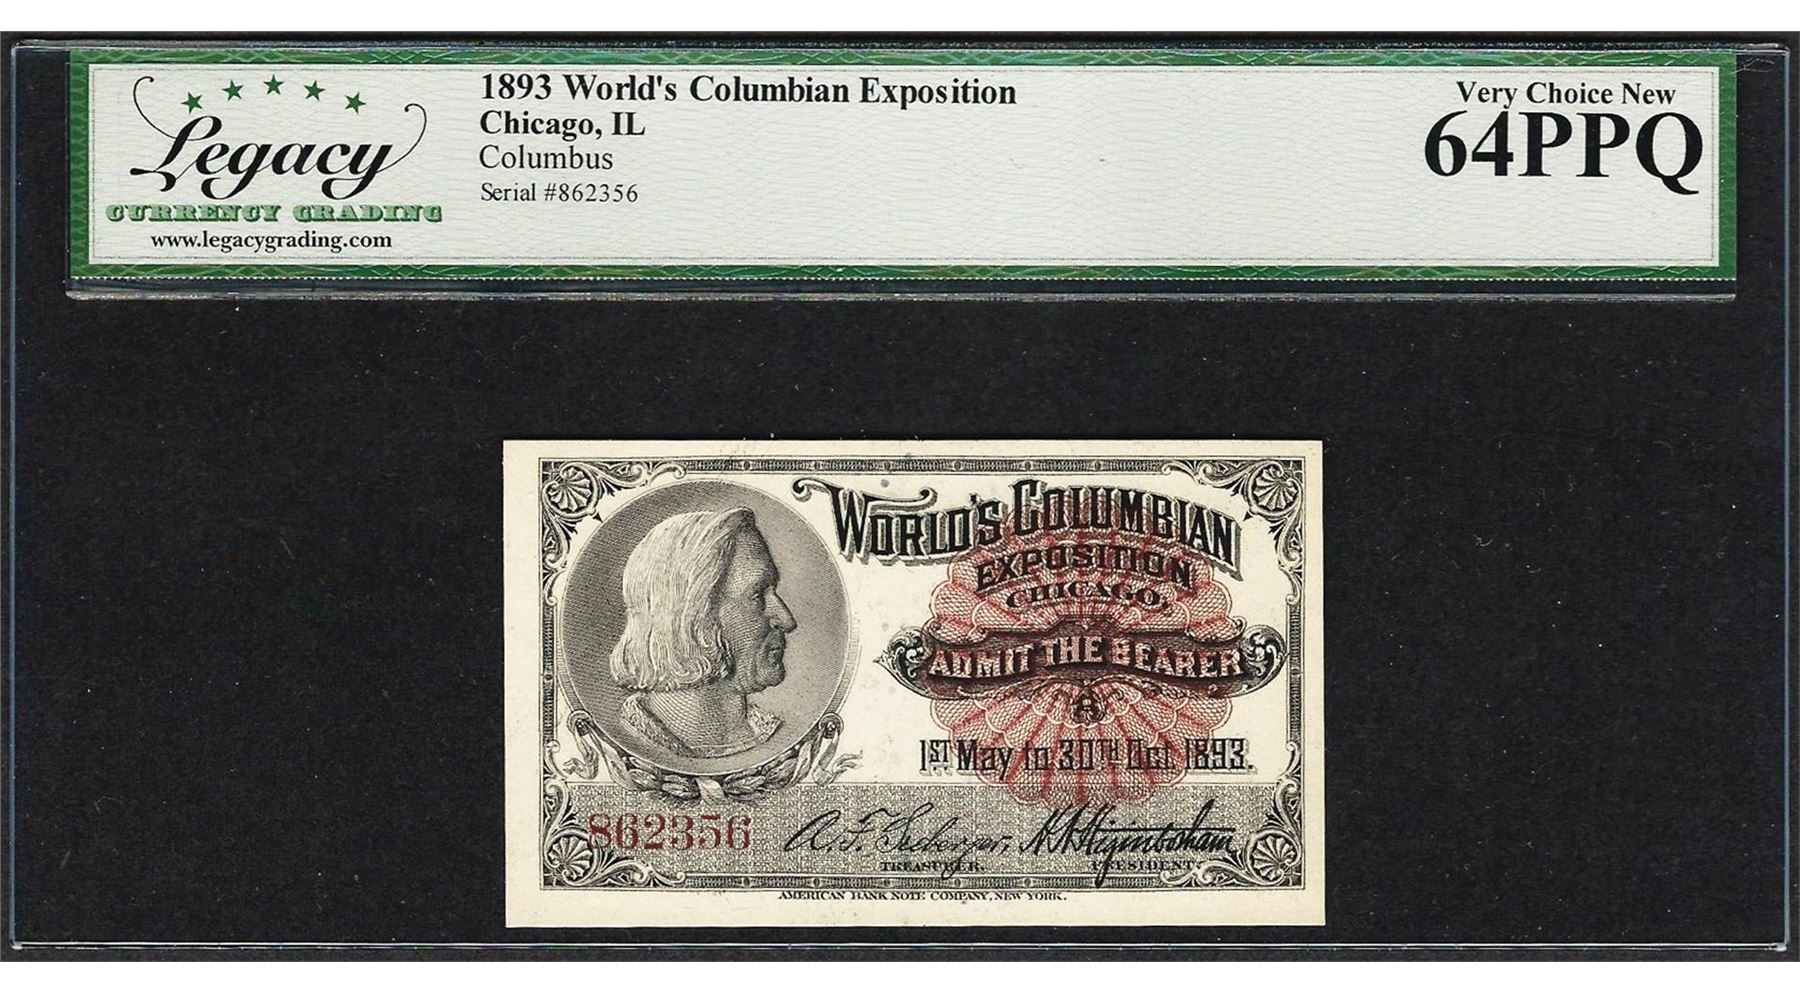 1893 World's Columbian Exposition
Chicago, IL
Columbus
Serial #862356
Legacy
CURRENCY GRADING
www.legacygrading.com
Very Choice New
64PPQ
WORLD'S COLUMBIAN
EXPOSITION
CHICAGO,
ADMIT THE BEARER
A
1ST May to 30TH Oct. 1893.
862356
A. F. Seeberger, H. N. Higinbotham
TREASURER. PRESIDENT.
AMERICAN BANK NOTE COMPANY, NEW YORK.